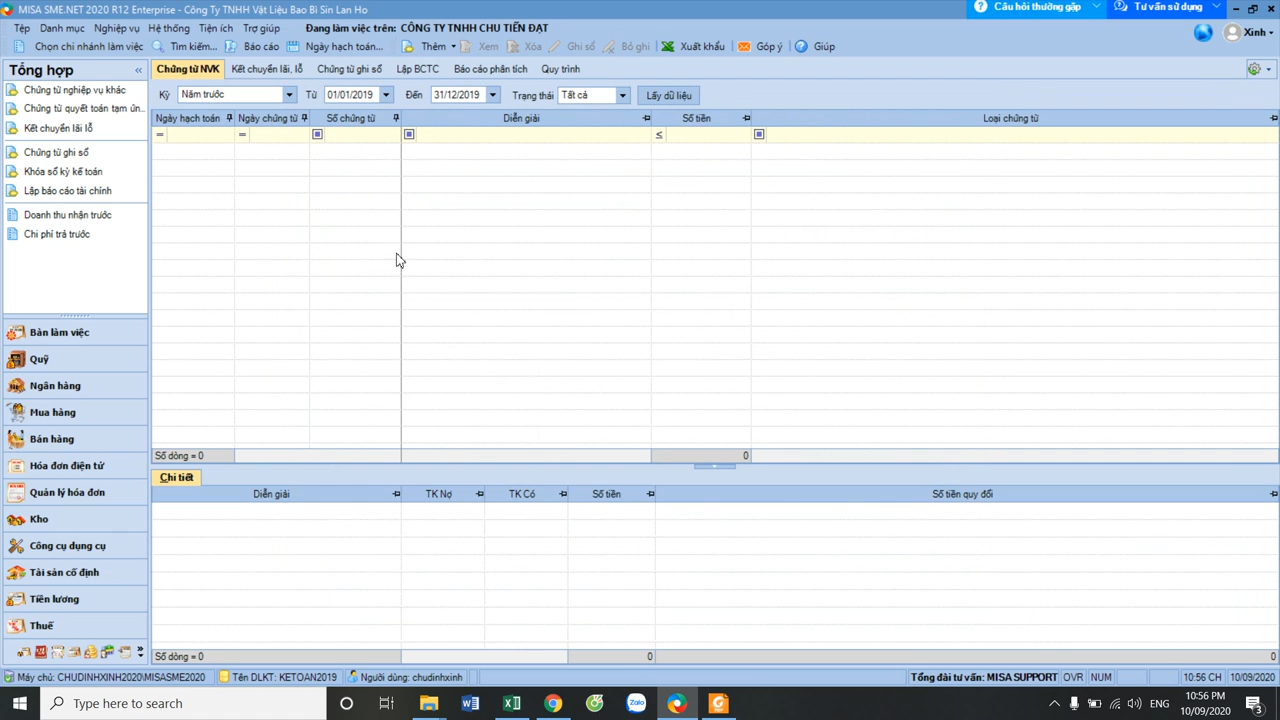 MISA SME.NET 2020 R12 Enterprise - Công Ty TNHH Vật Liệu Bao Bì Sin Lan Ho
Câu hỏi thường gặp
Tư vấn sử dụng
Tệp Danh mục Nghiệp vụ Hệ thống Tiện ích Trợ giúp Đang làm việc trên: CÔNG TY TNHH CHU TIẾN ĐẠT
Xinh
Chọn chi nhánh làm việc Tìm kiếm... Báo cáo Ngày hạch toán... Thêm Xem Xóa Ghi sổ Bỏ ghi Xuất khẩu Góp ý Giúp
Tổng hợp «
Chứng từ NVK Kết chuyển lãi, lỗ Chứng từ ghi sổ Lập BCTC Báo cáo phân tích Quy trình
Chứng từ nghiệp vụ khác
Chứng từ quyết toán tạm ứn...
Kết chuyển lãi lỗ
Chứng từ ghi sổ
Khóa sổ kỳ kế toán
Lập báo cáo tài chính
Doanh thu nhận trước
Chi phí trả trước
Kỳ Năm trước Từ 01/01/2019 Đến 31/12/2019 Trạng thái Tất cả Lấy dữ liệu
Ngày hạch toán Ngày chứng từ Số chứng từ Diễn giải Số tiền Loại chứng từ
= = ≤
Số dòng = 0 0
Bàn làm việc
Quỹ
Ngân hàng
Mua hàng
Bán hàng
Hóa đơn điện tử
Quản lý hóa đơn
Kho
Công cụ dụng cụ
Tài sản cố định
Tiền lương
Thuế
Chi tiết
Diễn giải TK Nợ TK Có Số tiền Số tiền quy đổi
Số dòng = 0 0 0
Máy chủ: CHUDINHXINH2020\MISASME2020 Tên DLKT: KETOAN2019 Người dùng: chudinhxinh Tổng đài tư vấn: MISA SUPPORT OVR NUM 10:56 CH 10/09/2020
Type here to search
Zalo
ENG
10:56 PM
10/09/2020
3